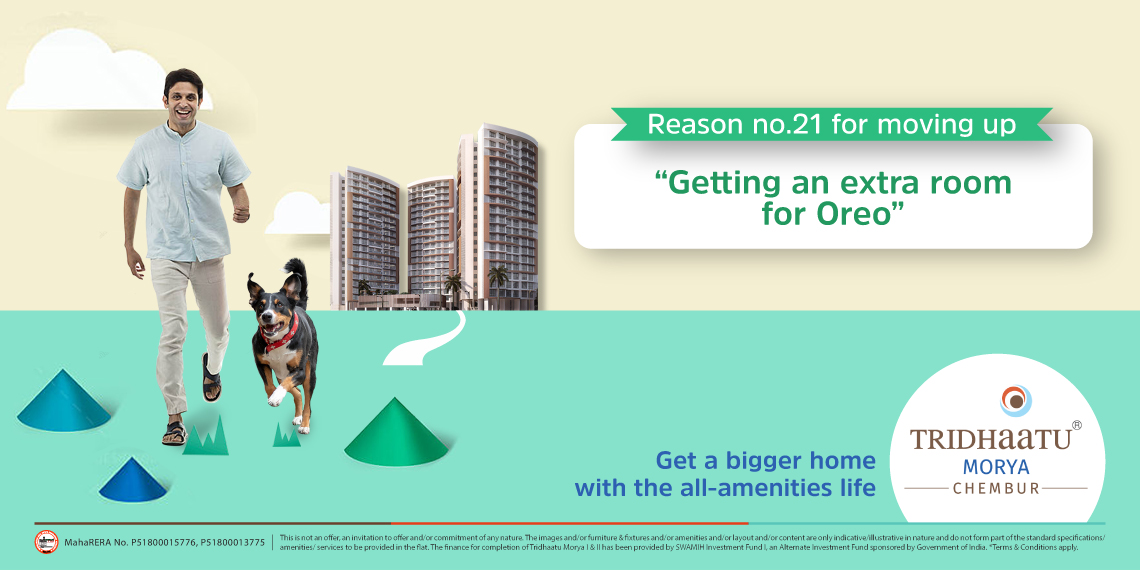 Reason no.21 for moving up
“Getting an extra room
for Oreo”
Get a bigger home
with the all-amenities life
TRIDHaaTU®
MORYA
CHEMBUR
MahaRERA No. P51800015776, P51800013775
This is not an offer, an invitation to offer and/or commitment of any nature. The images and/or furniture & fixtures and/or amenities and/or layout and/or content are only indicative/illustrative in nature and do not form part of the standard specifications/
amenities/ services to be provided in the flat. The finance for completion of Tridhaatu Morya I & II has been provided by SWAMIH Investment Fund I, an Alternate Investment Fund sponsored by Government of India. *Terms & Conditions apply.